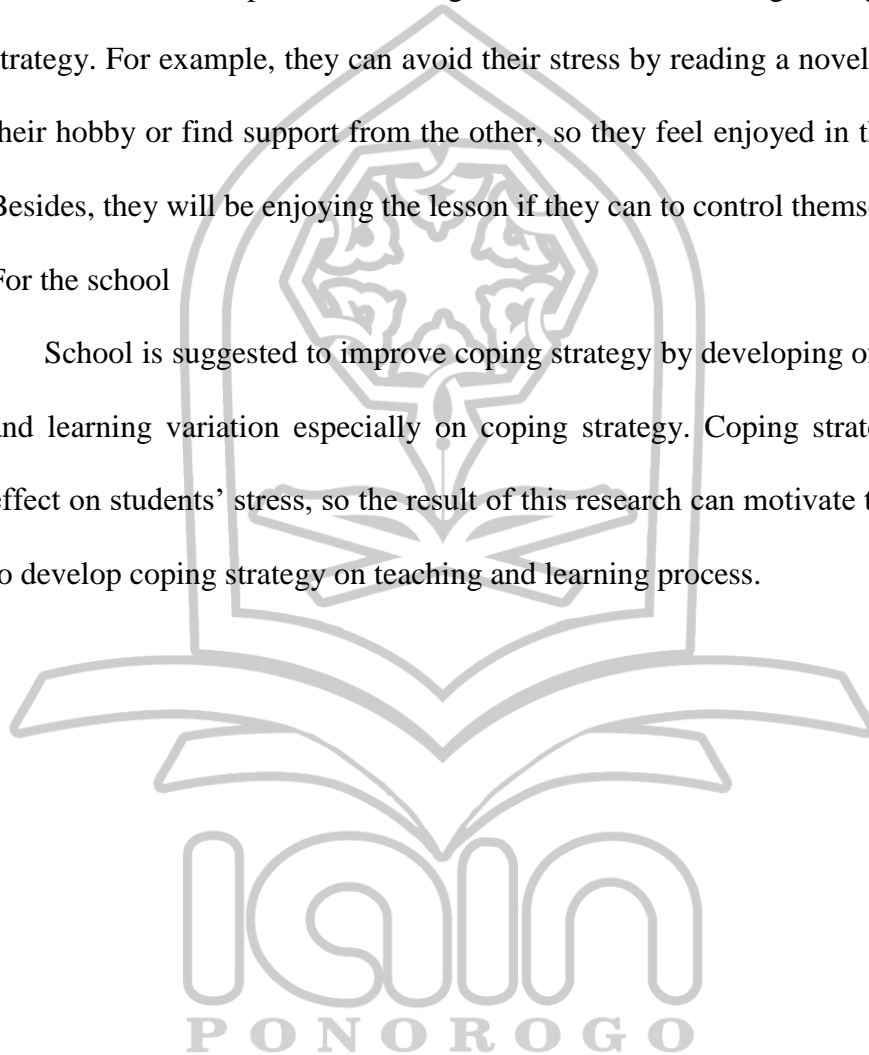 strategy. For example, they can avoid their stress by reading a novel
their hobby or find support from the other, so they feel enjoyed in
Besides, they will be enjoying the lesson if they can to control
For the school
School is suggested to improve coping strategy by developing
and learning variation especially on coping strategy. Coping
effect on students’ stress, so the result of this research can motivate
to develop coping strategy on teaching and learning process.
iain
PONOROGO